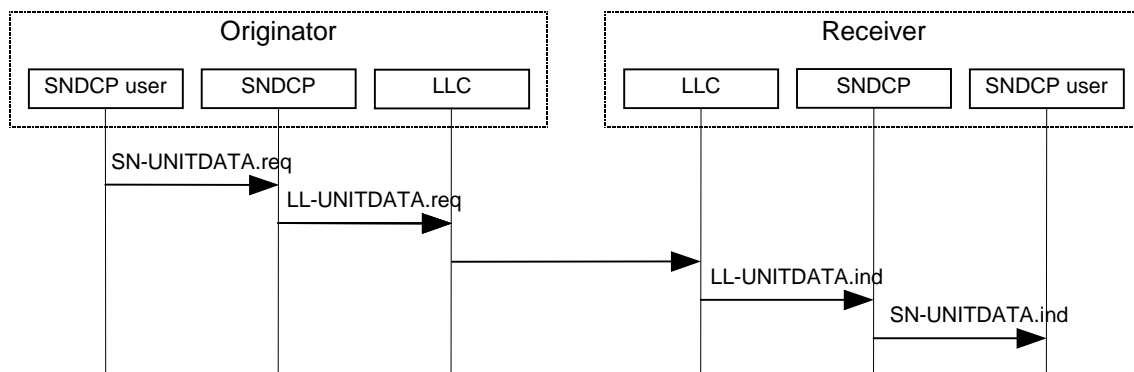 Originator
Receiver
SNDCP user
SNDCP
LLC
LLC
SNDCP
SNDCP user
SN-UNITDATA.req
LL-UNITDATA.req
LL-UNITDATA.ind
SN-UNITDATA.ind